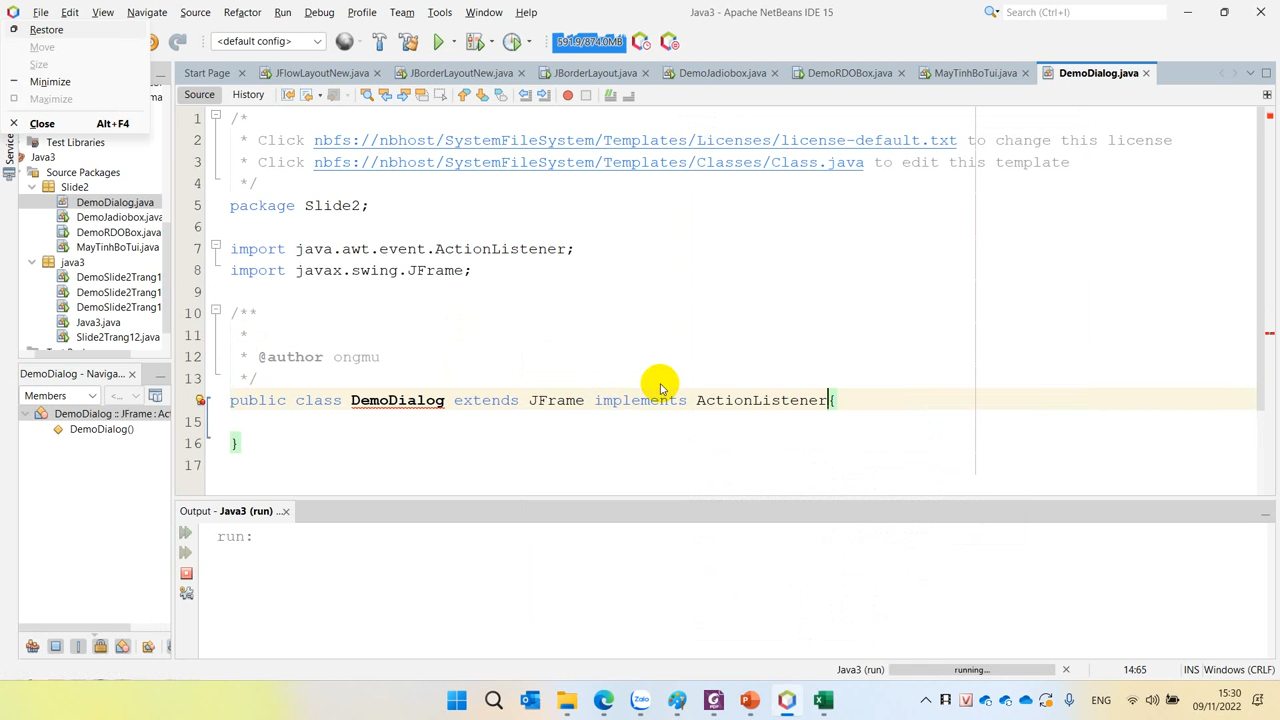 File Edit View Navigate Source Refactor Run Debug Profile Team Tools Window Help
Java3 - Apache NetBeans IDE 15
Search (Ctrl+I)
Restore
Move
Size
Minimize
Maximize
Close Alt+F4
<default config>
591.9/874.0MB
Start Page
JFlowLayoutNew.java
JBorderLayoutNew.java
JBorderLayout.java
DemoJadiobox.java
DemoRDOBox.java
MayTinhBoTui.java
DemoDialog.java
Source History
Service
Test Libraries
Java3
Source Packages
Slide2
DemoDialog.java
DemoJadiobox.java
DemoRDOBox.java
MayTinhBoTui.java
java3
DemoSlide2Trang1
DemoSlide2Trang1
DemoSlide2Trang1
Java3.java
Slide2Trang12.java
DemoDialog - Naviga...
Members
<...
DemoDialog :: JFrame : Ac
DemoDialog()
1 /*
2 * Click nbfs://nbhost/SystemFileSystem/Templates/Licenses/license-default.txt to change this license
3 * Click nbfs://nbhost/SystemFileSystem/Templates/Classes/Class.java to edit this template
4 */
5 package Slide2;
6
7 import java.awt.event.ActionListener;
8 import javax.swing.JFrame;
9
10 /**
11 *
12 * @author ongmu
13 */
public class DemoDialog extends JFrame implements ActionListener{
15
16 }
17
Output - Java3 (run) ...
run:
Java3 (run)
running...
14:65
INS Windows (CRLF)
ENG
15:30
09/11/2022